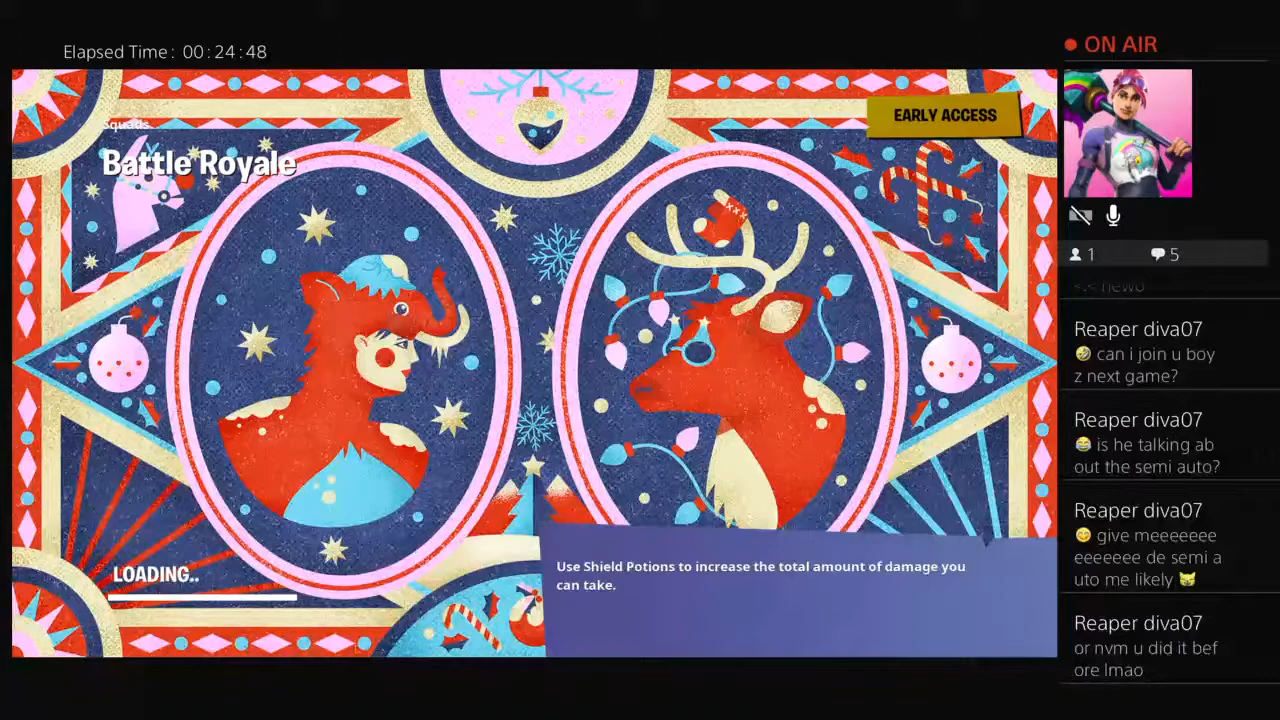 Elapsed Time: 00:24:48
ON AIR
EARLY ACCESS
Squads
Battle Royale
1
5
<.< newb
Reaper diva07
🤣 can i join u boy
z next game?
Reaper diva07
😂 is he talking ab
out the semi auto?
Reaper diva07
😋 give meeeeeee
eeeeeee de semi a
uto me likely 😼
Reaper diva07
or nvm u did it bef
ore lmao
LOADING..
Use Shield Potions to increase the total amount of damage you
can take.